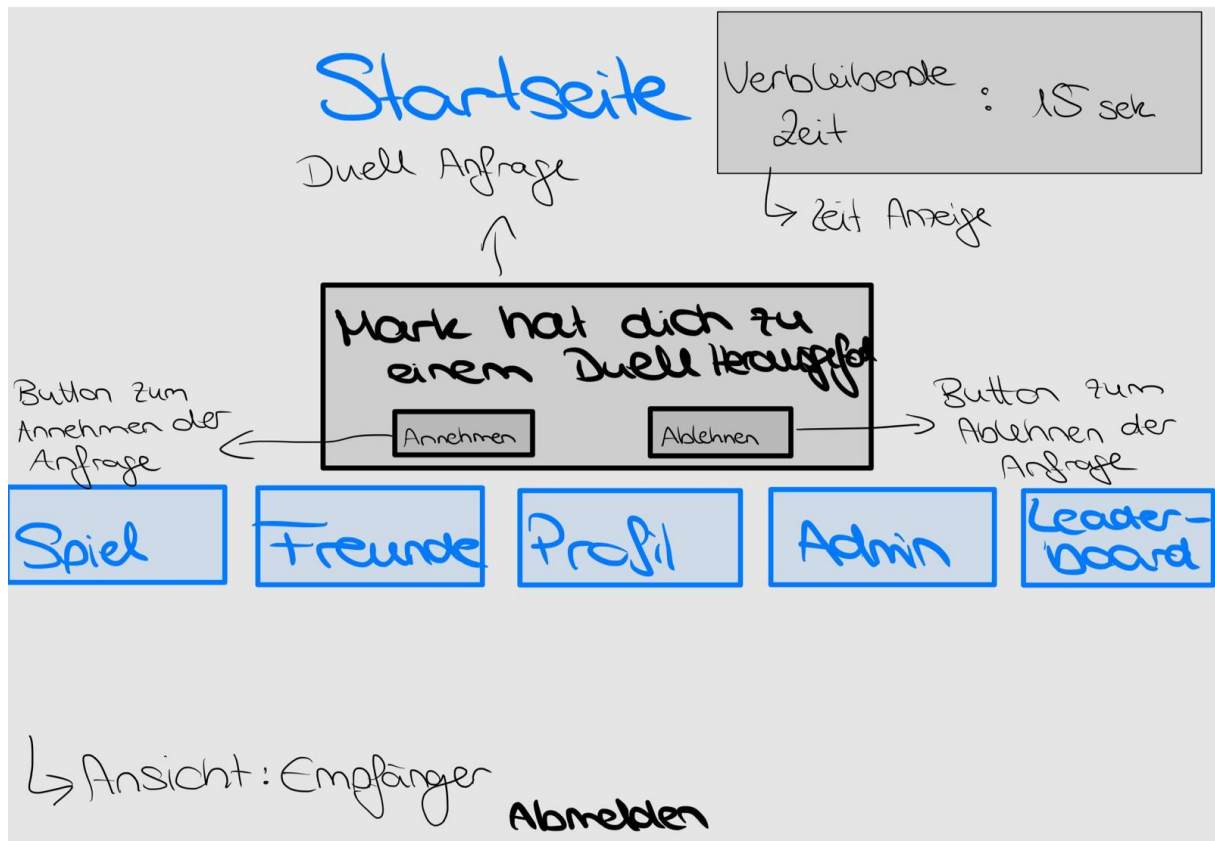 Startseite
Verbleibende
Zeit : 15 sek
Duell Anfrage
Zeit Anzeige
Mark hat dich zu
einem Duell Herausgefo
Annehmen
Ablehnen
Button zum
Annehmen der
Anfrage
Button zum
Ablehnen der
Anfrage
Spiel
Freunde
Profil
Admin
Leader-
board
Ansicht: Empfänger
Abmelden